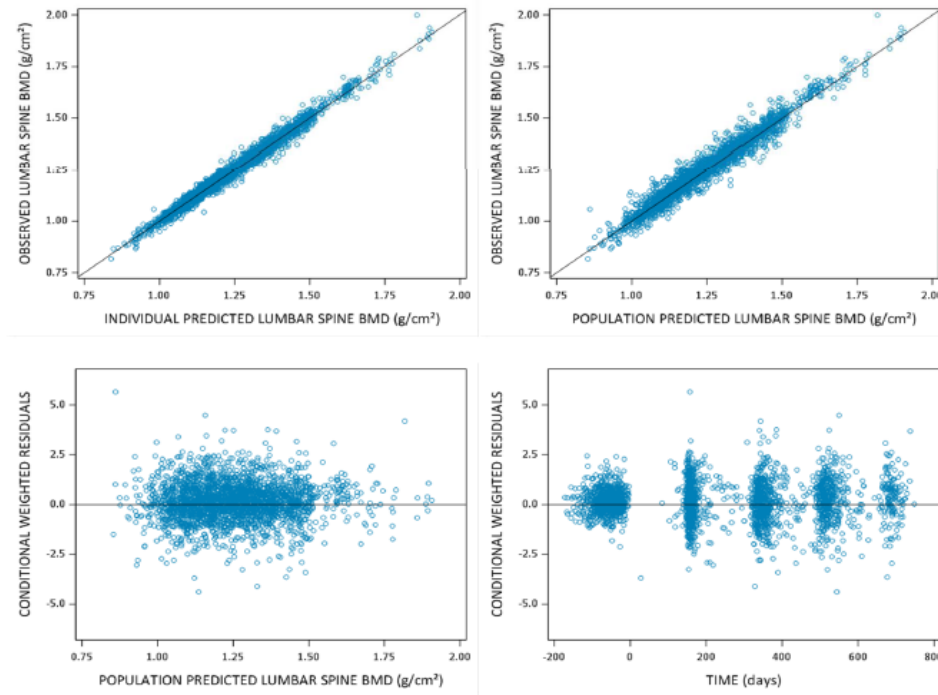 OBSERVED LUMBAR SPINE BMD (g/cm²)
2.00
1.75
1.50
1.25
1.00
0.75
0.75 1.00 1.25 1.50 1.75 2.00
INDIVIDUAL PREDICTED LUMBAR SPINE BMD (g/cm²)
OBSERVED LUMBAR SPINE BMD (g/cm²)
2.00
1.75
1.50
1.25
1.00
0.75
0.75 1.00 1.25 1.50 1.75 2.00
POPULATION PREDICTED LUMBAR SPINE BMD (g/cm²)
CONDITIONAL WEIGHTED RESIDUALS
5.0
2.5
0.0
-2.5
-5.0
0.75 1.00 1.25 1.50 1.75 2.00
POPULATION PREDICTED LUMBAR SPINE BMD (g/cm²)
CONDITIONAL WEIGHTED RESIDUALS
5.0
2.5
0.0
-2.5
-5.0
-200 0 200 400 600 800
TIME (days)